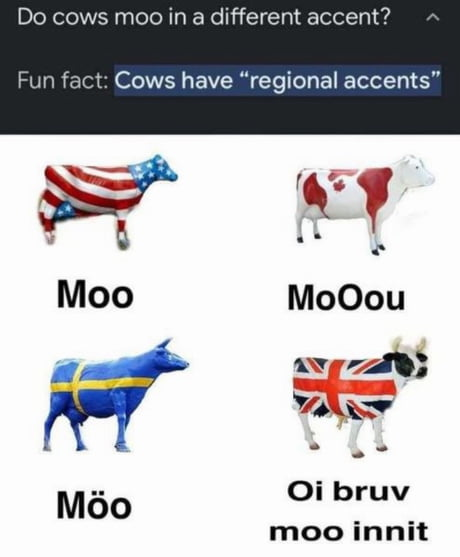 Do cows moo in a different accent?
Fun fact: Cows have “regional accents”
Moo
MoOou
Möo
Oi bruv
moo innit